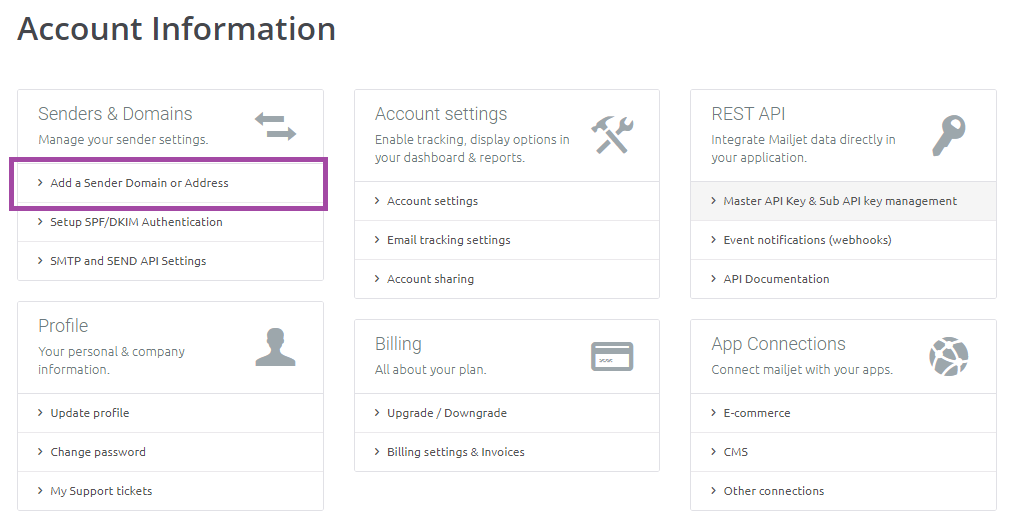 Account Information
Senders & Domains
Manage your sender settings.
Add a Sender Domain or Address
Setup SPF/DKIM Authentication
SMTP and SEND API Settings
Account settings
Enable tracking, display options in
your dashboard & reports.
Account settings
Email tracking settings
Account sharing
REST API
Integrate Mailjet data directly in
your application.
Master API Key & Sub API key management
Event notifications (webhooks)
API Documentation
Profile
Your personal & company
information.
Update profile
Change password
My Support tickets
Billing
All about your plan.
Upgrade / Downgrade
Billing settings & Invoices
App Connections
Connect mailjet with your apps.
E-commerce
CMS
Other connections